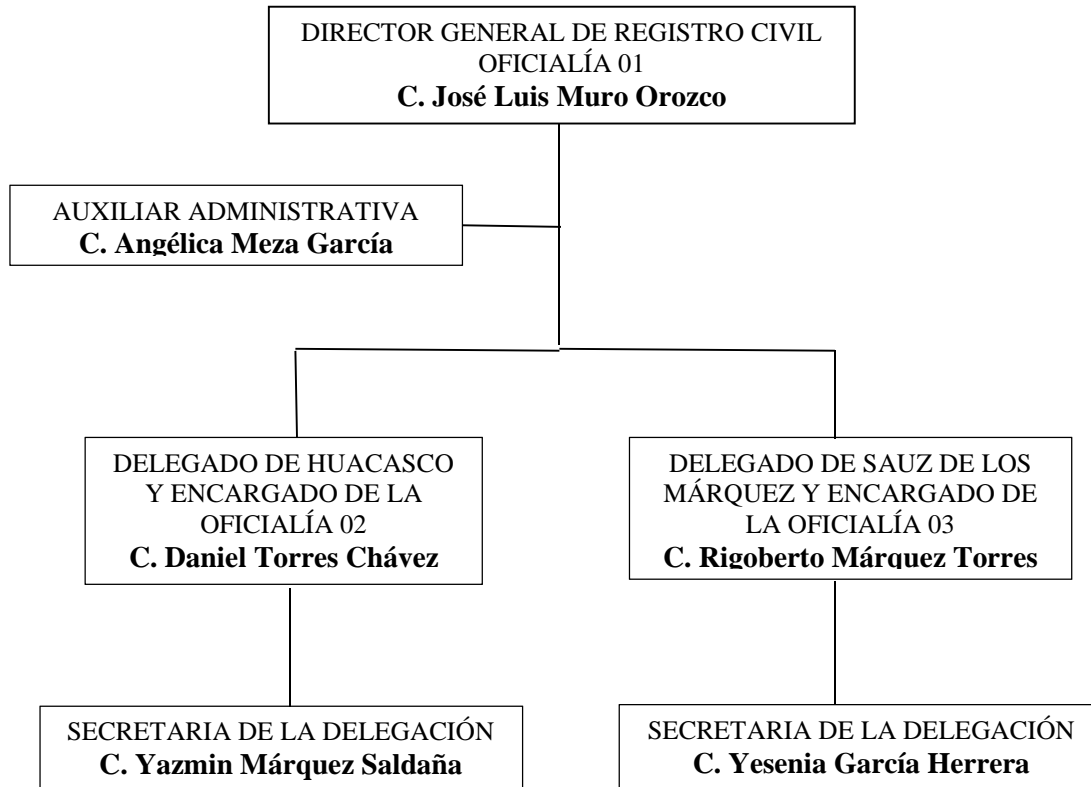 DIRECTOR GENERAL DE REGISTRO CIVIL
OFICIALÍA 01
C. José Luis Muro Orozco
AUXILIAR ADMINISTRATIVA
C. Angélica Meza García
DELEGADO DE HUACASCO
Y ENCARGADO DE LA
OFICIALÍA 02
C. Daniel Torres Chávez
DELEGADO DE SAUZ DE LOS
MÁRQUEZ Y ENCARGADO DE
LA OFICIALÍA 03
C. Rigoberto Márquez Torres
SECRETARIA DE LA DELEGACIÓN
C. Yazmin Márquez Saldaña
SECRETARIA DE LA DELEGACIÓN
C. Yesenia García Herrera